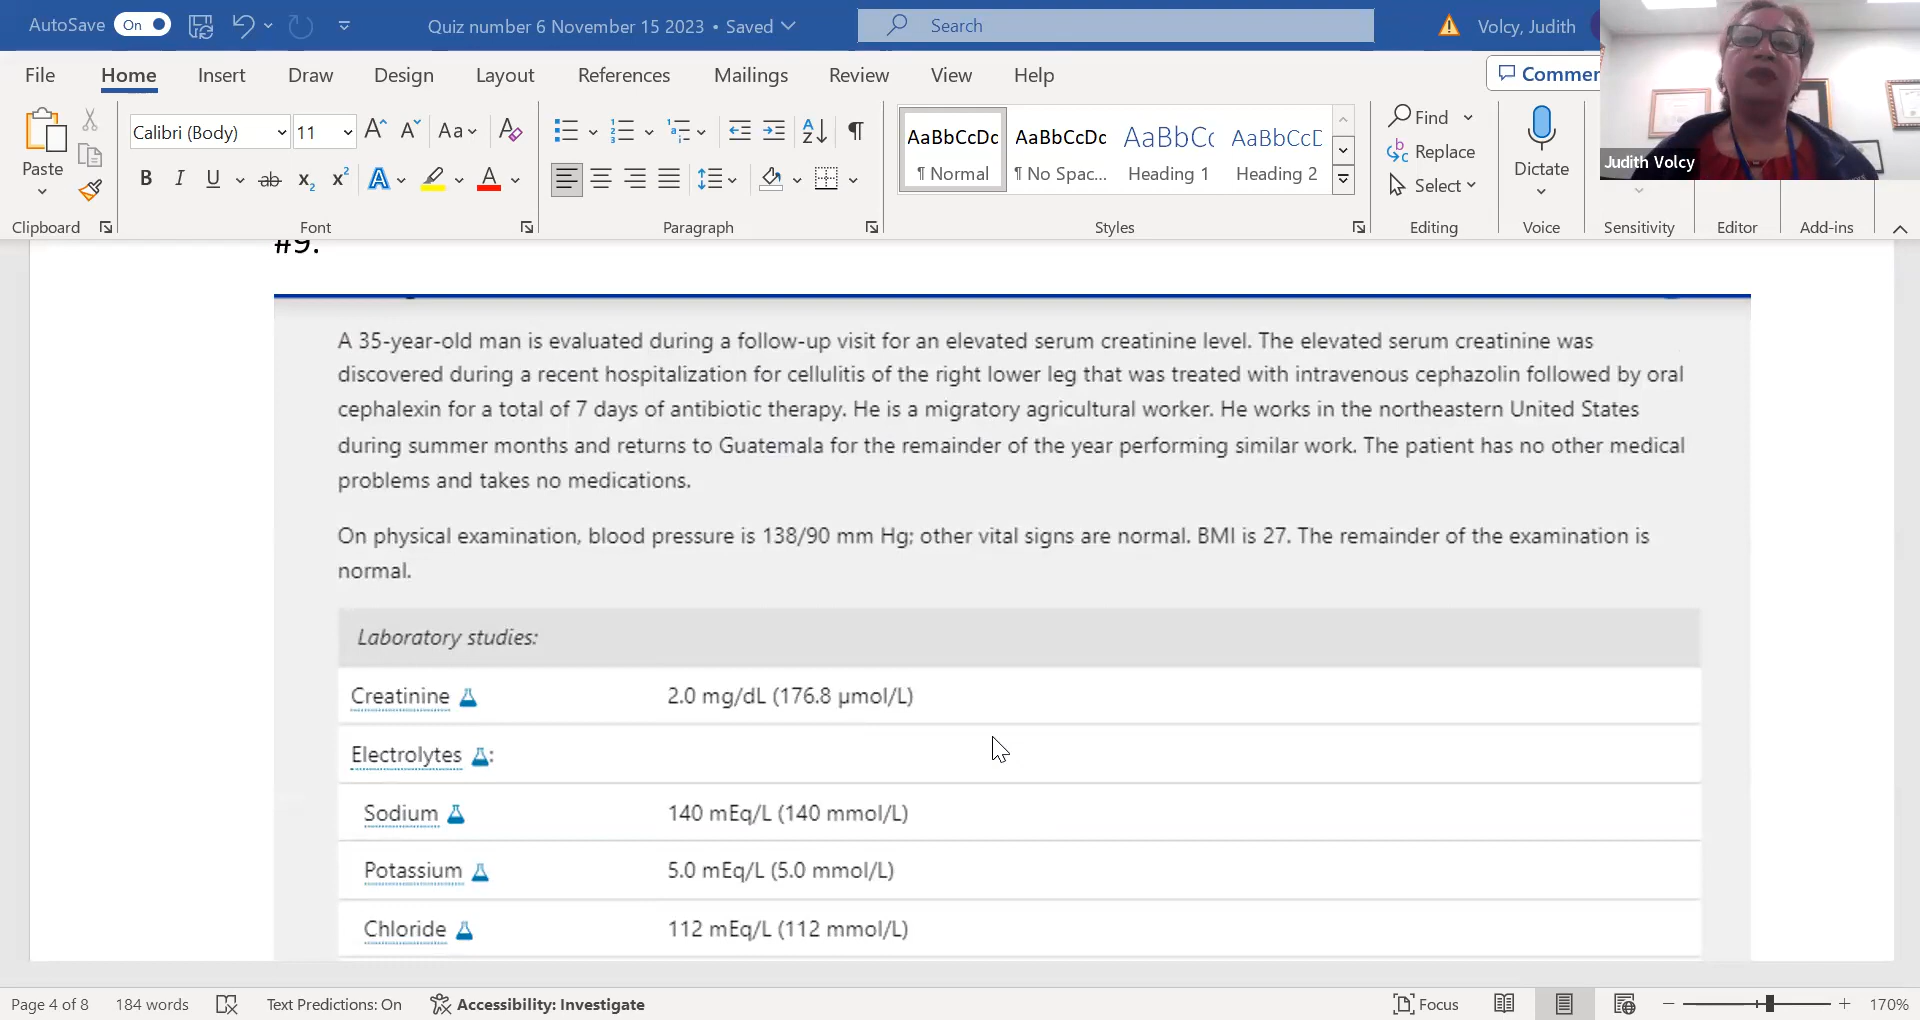 AutoSave On Quiz number 6 November 15 2023 • Saved Search Volcy, Judith
File Home Insert Draw Design Layout References Mailings Review View Help
Paste
Calibri (Body) 11 Aa
B I U ab x₂ x² A A
AaBbCcDc AaBbCcDc AaBbCc AaBbCcD
¶ Normal ¶ No Spac... Heading 1 Heading 2
Find
Replace
Select
Dictate
Judith Volcy
Clipboard Font Paragraph Styles Editing Voice Sensitivity Editor Add-ins
#9.
A 35-year-old man is evaluated during a follow-up visit for an elevated serum creatinine level. The elevated serum creatinine was
discovered during a recent hospitalization for cellulitis of the right lower leg that was treated with intravenous cephazolin followed by oral
cephalexin for a total of 7 days of antibiotic therapy. He is a migratory agricultural worker. He works in the northeastern United States
during summer months and returns to Guatemala for the remainder of the year performing similar work. The patient has no other medical
problems and takes no medications.
On physical examination, blood pressure is 138/90 mm Hg; other vital signs are normal. BMI is 27. The remainder of the examination is
normal.
Laboratory studies:
Creatinine 2.0 mg/dL (176.8 µmol/L)
Electrolytes :
Sodium 140 mEq/L (140 mmol/L)
Potassium 5.0 mEq/L (5.0 mmol/L)
Chloride 112 mEq/L (112 mmol/L)
Page 4 of 8 184 words Text Predictions: On Accessibility: Investigate Focus 170%